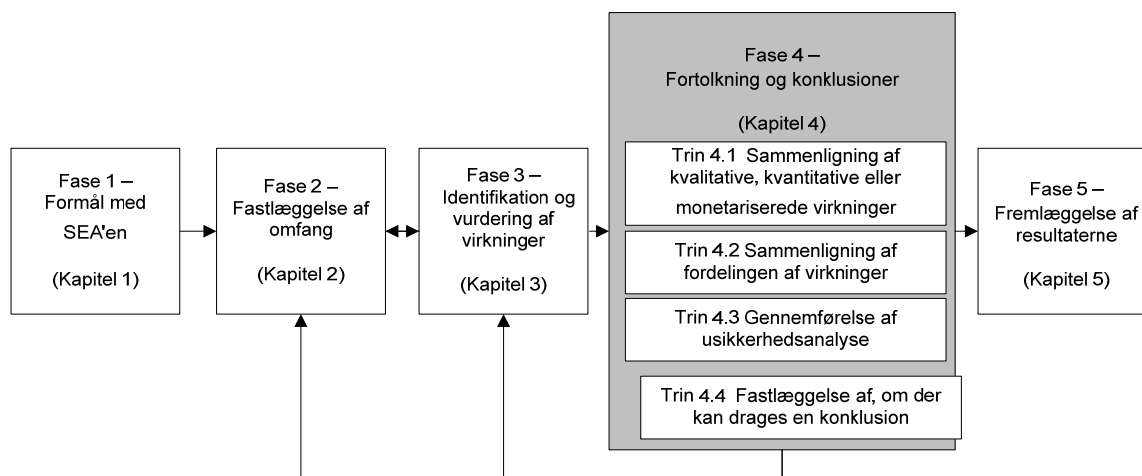 Fase 1 –
Formål med
SEA'en
(Kapitel 1)
Fase 2 –
Fastlæggelse af
omfang
(Kapitel 2)
Fase 3 –
Identifikation og
vurdering af
virkninger
(Kapitel 3)
Fase 4 –
Fortolkning og konklusioner
(Kapitel 4)
Trin 4.1 Sammenligning af
kvalitative, kvantitative eller
monetariserede virkninger
Trin 4.2 Sammenligning af
fordelingen af virkninger
Trin 4.3 Gennemførelse af
usikkerhedsanalyse
Trin 4.4 Fastlæggelse af, om der
kan drages en konklusion
Fase 5 –
Fremlæggelse af
resultaterne
(Kapitel 5)